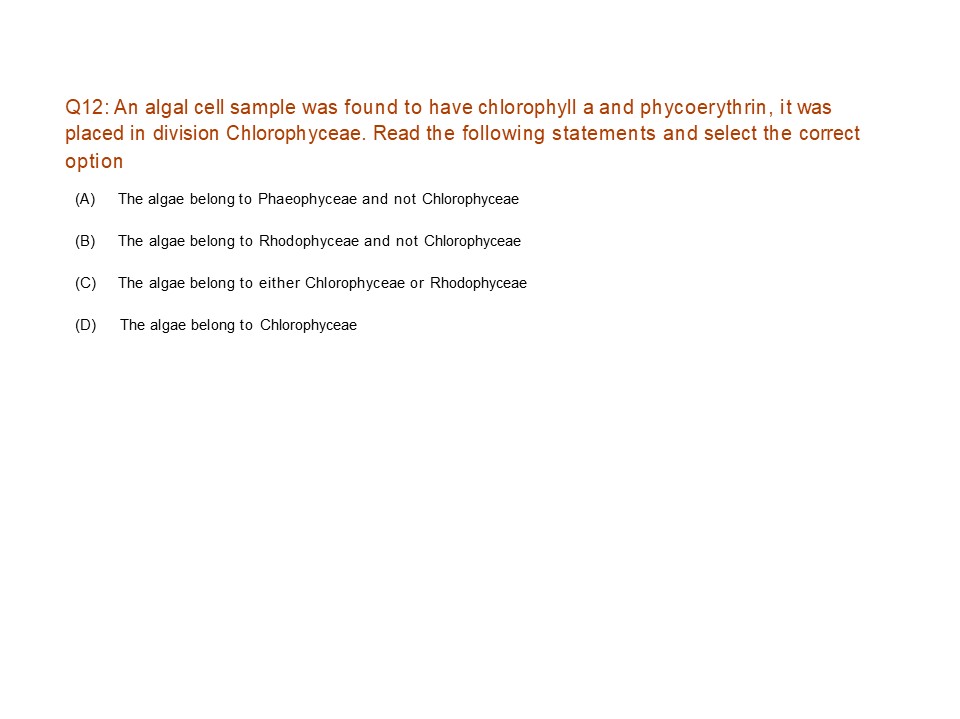 Q12: An algal cell sample was found to have chlorophyll a and phycoerythrin, it was
placed in division Chlorophyceae. Read the following statements and select the correct
option
(A) The algae belong to Phaeophyceae and not Chlorophyceae
(B) The algae belong to Rhodophyceae and not Chlorophyceae
(C) The algae belong to either Chlorophyceae or Rhodophyceae
(D) The algae belong to Chlorophyceae